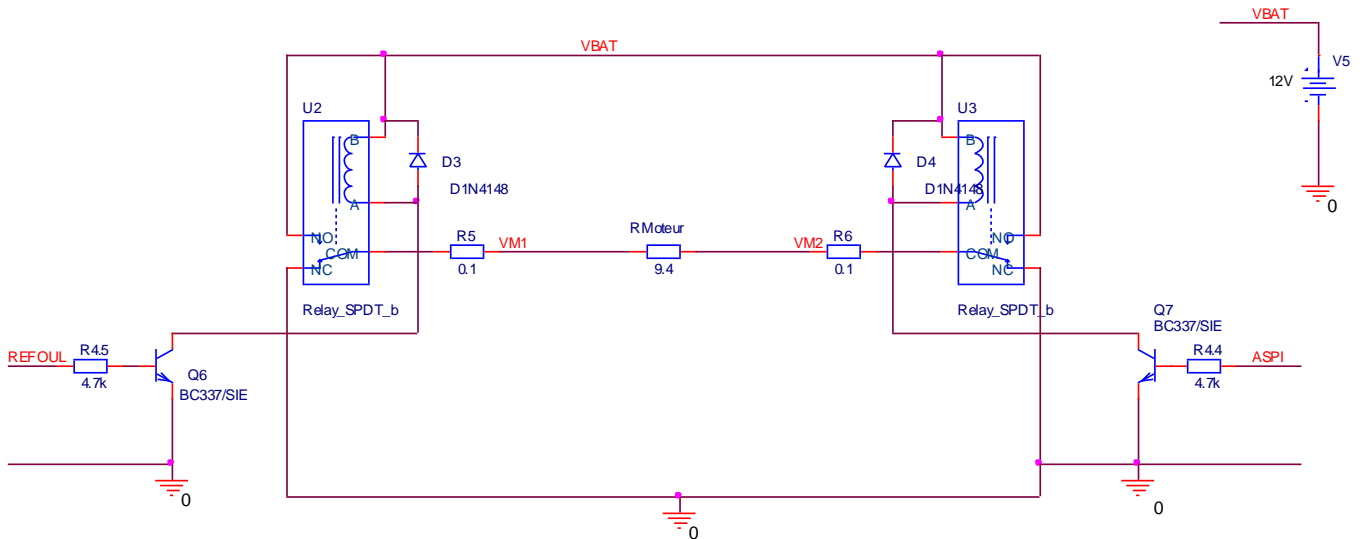 VBAT
VBAT
V5
12V
0
U2
U3
B
B
D3
D4
D1N4148
D1N4148
A
A
NO
NO
R5
VM1
RMoteur
VM2
R6
COM
COM
NC
NC
0.1
9.4
0.1
Relay_SPDT_b
Relay_SPDT_b
Q7
BC337/SIE
REFOUL
R4.5
R4.4
ASPI
4.7k
4.7k
Q6
BC337/SIE
0
0
0